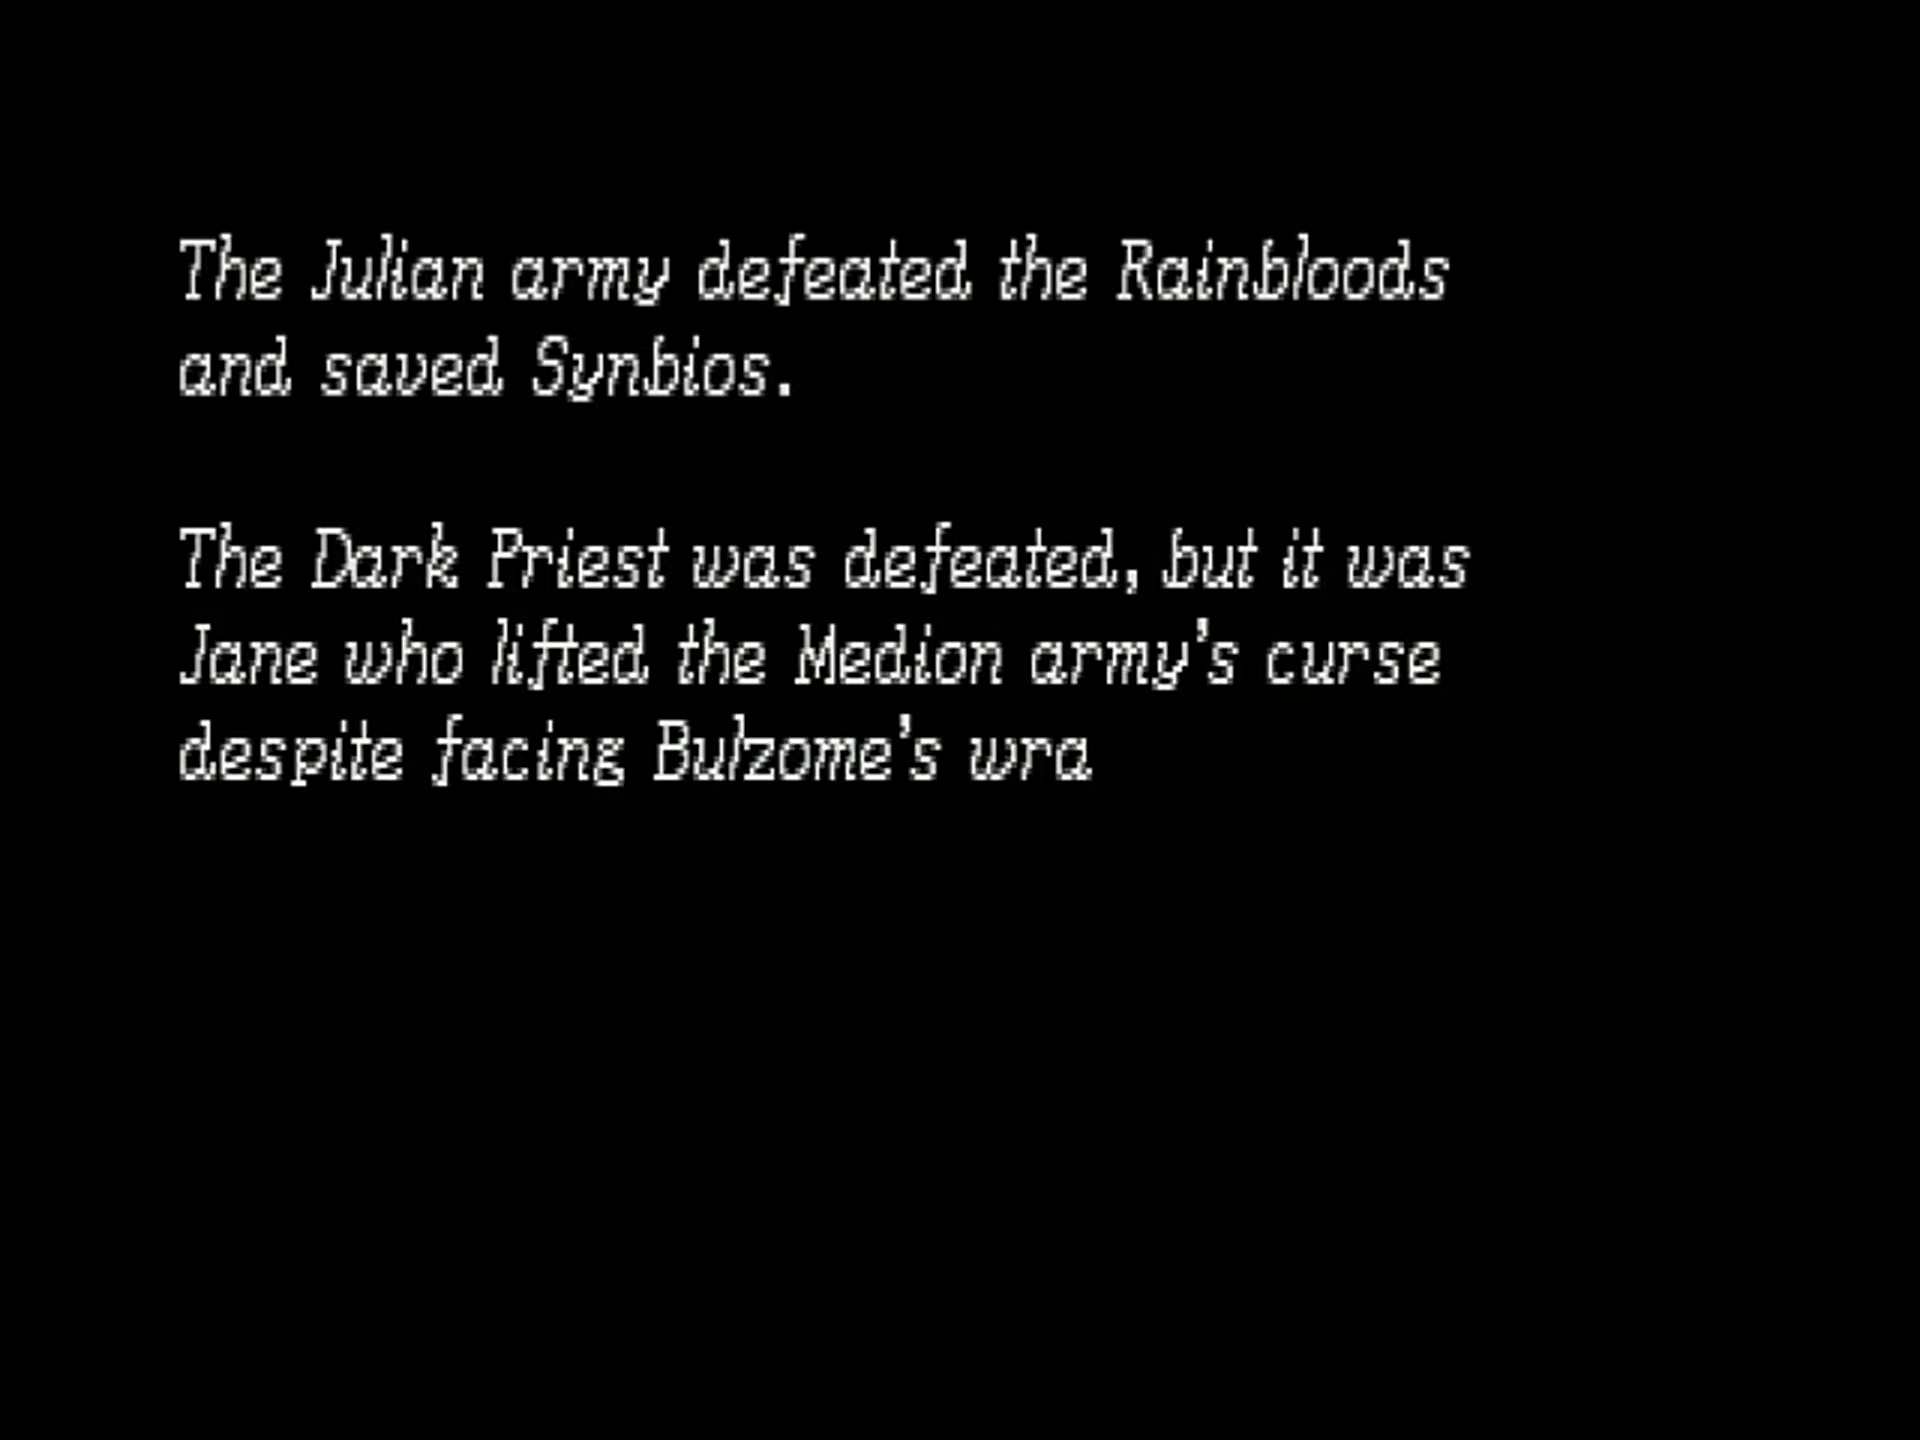 The Julian army defeated the Rainbloods
and saved Synbios.
The Dark Priest was defeated, but it was
Jane who lifted the Medion army's curse
despite facing Bulzome's wra